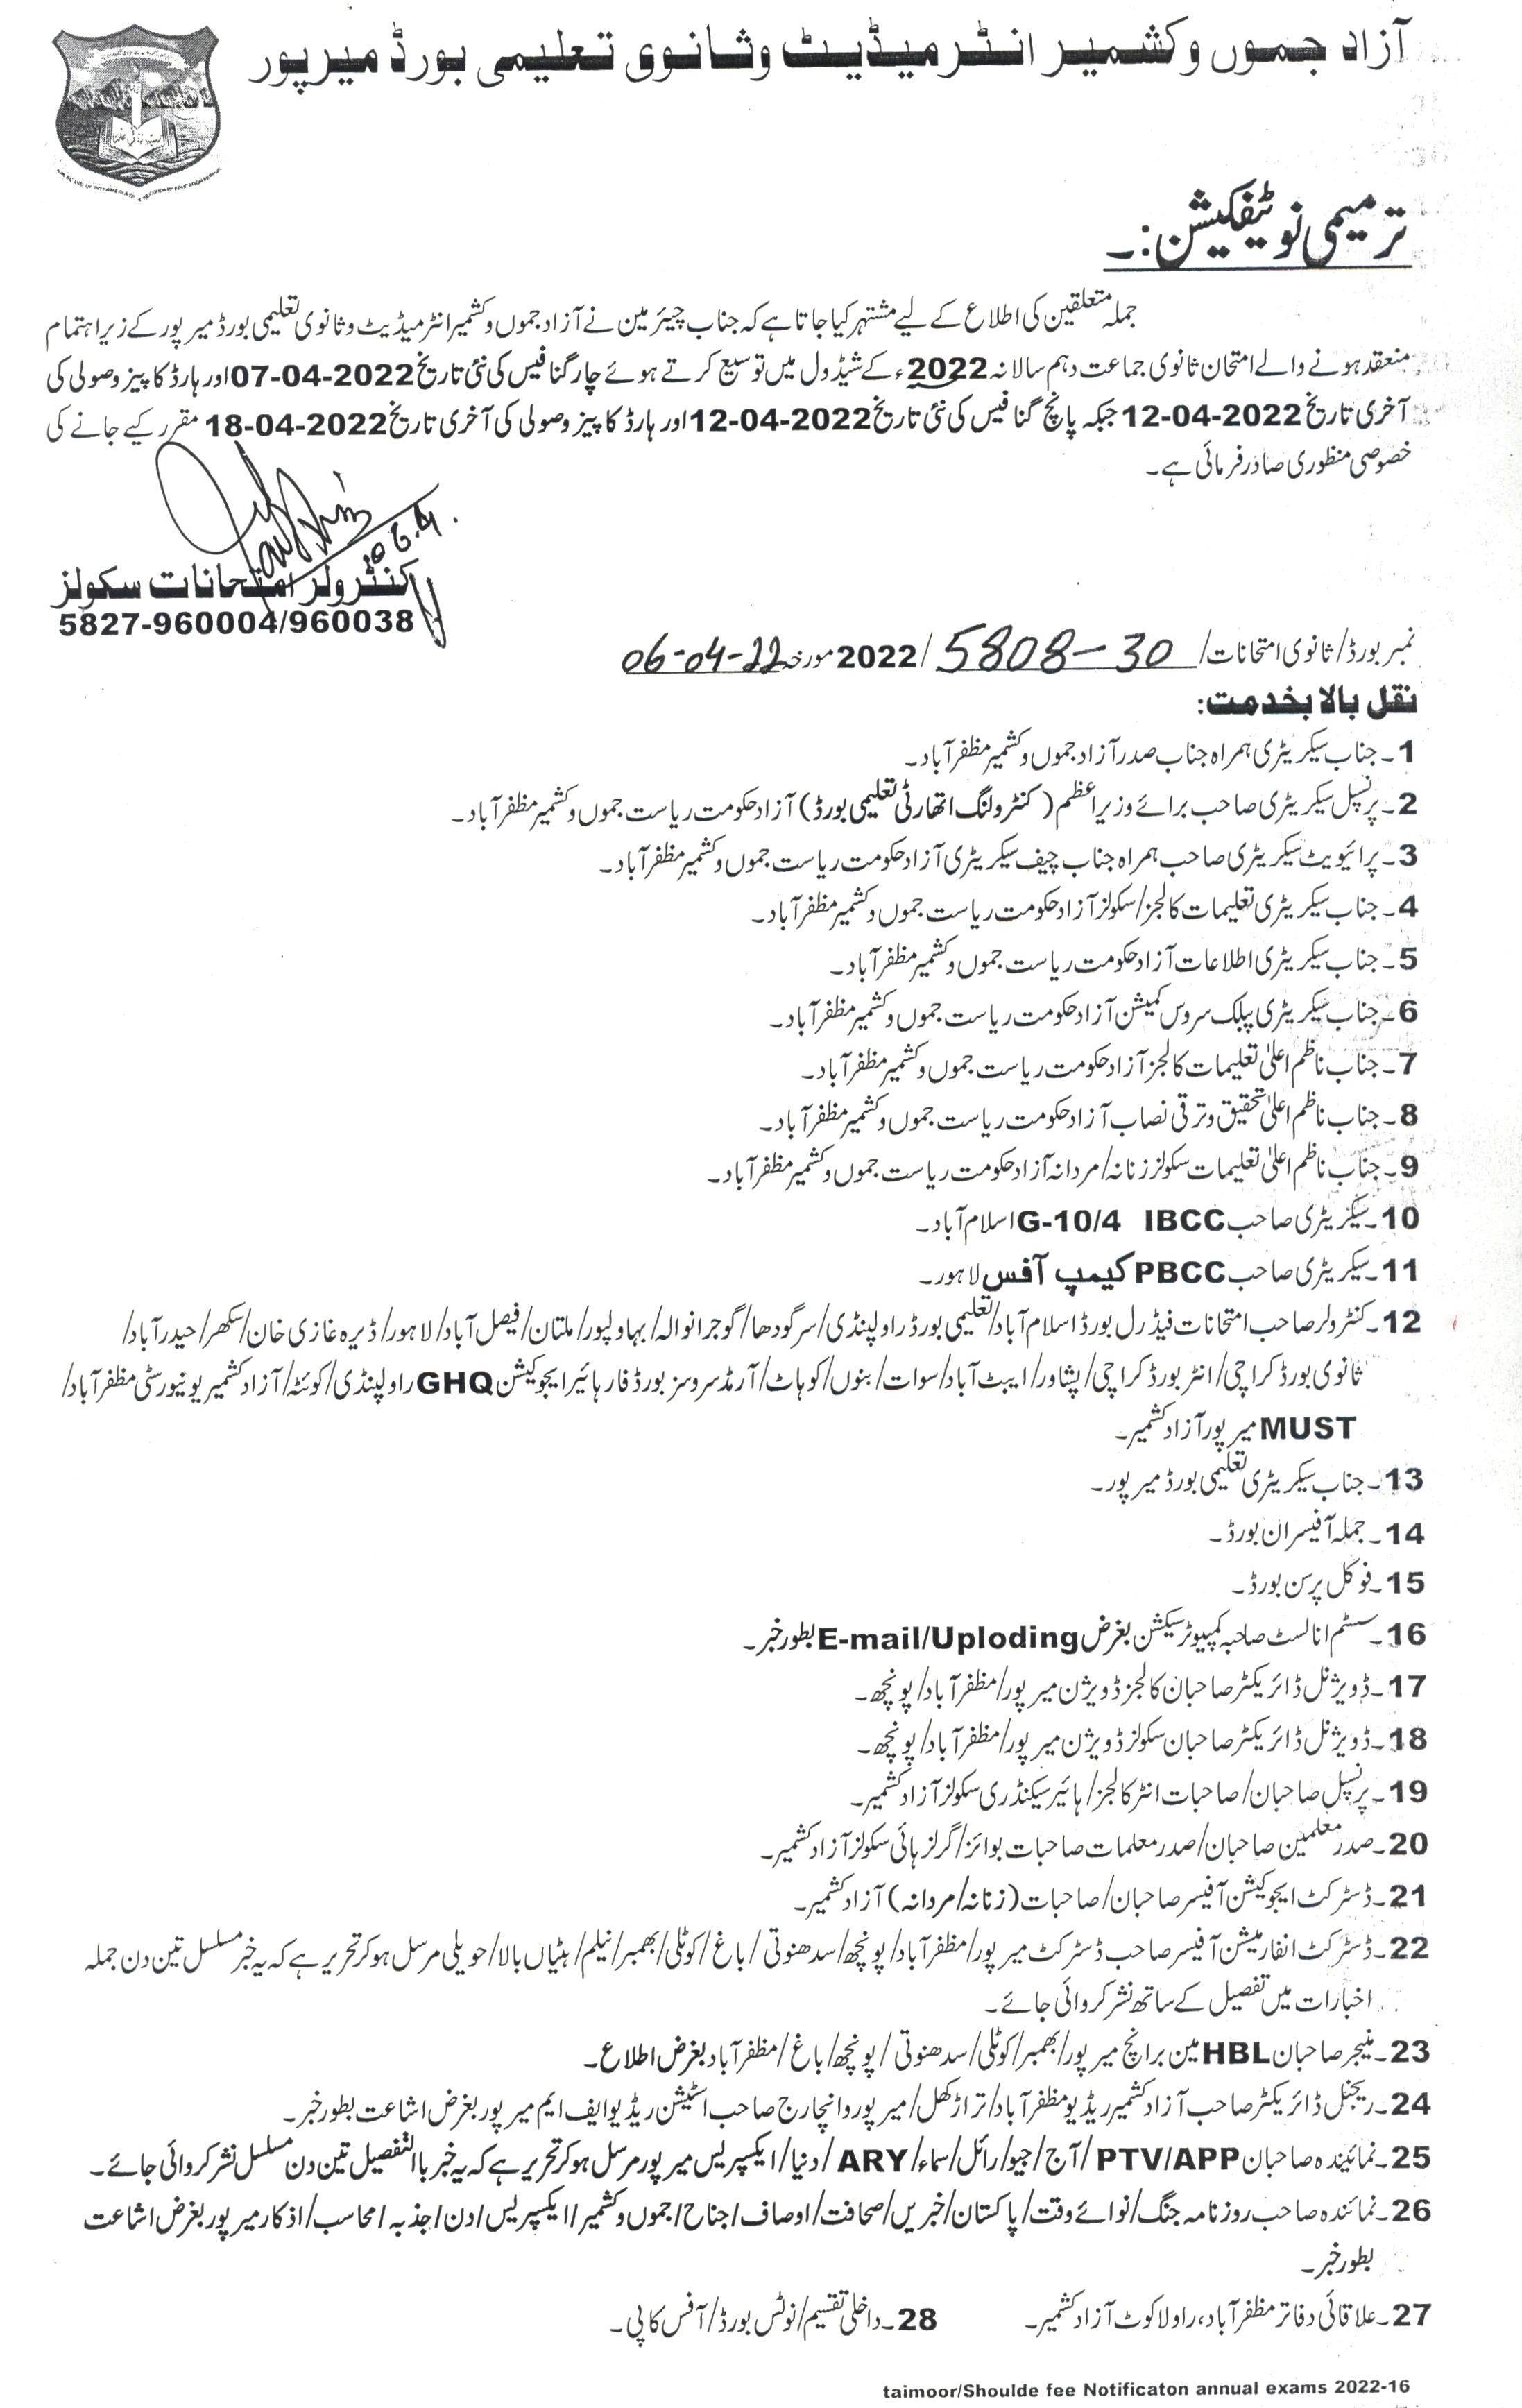 آزاد جموں وکشمیر انٹرمیڈیٹ وثانوی تعلیمی بورڈ میرپور
ترمیمی نوٹیفکیشن:۔
جملہ متعلقین کی اطلاع کے لیے مشتہر کیا جاتا ہے کہ جناب چیئرمین نے آزاد جموں وکشمیر انٹرمیڈیٹ وثانوی تعلیمی بورڈ میرپور کے زیر اہتمام
منعقد ہونے والے امتحان ثانوی جماعت دہم سالانہ 2022ء کے شیڈول میں توسیع کرتے ہوئے چار گنا فیس کی نئی تاریخ 07-04-2022 اور ہارڈ کاپیز وصولی کی
آخری تاریخ 12-04-2022 جبکہ پانچ گنا فیس کی نئی تاریخ 12-04-2022 اور ہارڈ کاپیز وصولی کی آخری تاریخ 18-04-2022 مقرر کیے جانے کی
خصوصی منظوری صادر فرمائی ہے۔
کنٹرولر امتحانات سکولز
5827-960004/960038
نمبر بورڈ/ثانوی امتحانات/ 5808-30 /2022 مورخہ 06-04-22
نقل بالا بخدمت:
1۔ جناب سیکریٹری ہمراہ جناب صدر آزاد جموں وکشمیر مظفرآباد۔
2۔ پرنسپل سیکریٹری صاحب برائے وزیراعظم (کنٹرولنگ اتھارٹی تعلیمی بورڈ) آزاد حکومت ریاست جموں وکشمیر مظفرآباد۔
3۔ پرائیویٹ سیکریٹری صاحب ہمراہ جناب چیف سیکریٹری آزاد حکومت ریاست جموں وکشمیر مظفرآباد۔
4۔ جناب سیکریٹری تعلیمات کالجز/سکولز آزاد حکومت ریاست جموں وکشمیر مظفرآباد۔
5۔ جناب سیکریٹری اطلاعات آزاد حکومت ریاست جموں وکشمیر مظفرآباد۔
6۔ جناب سیکریٹری پبلک سروس کمیشن آزاد حکومت ریاست جموں وکشمیر مظفرآباد۔
7۔ جناب ناظم اعلیٰ تعلیمات کالجز آزاد حکومت ریاست جموں وکشمیر مظفرآباد۔
8۔ جناب ناظم اعلیٰ تحقیق وترقی نصاب آزاد حکومت ریاست جموں وکشمیر مظفرآباد۔
9۔ جناب ناظم اعلیٰ تعلیمات سکولز زنانہ/مردانہ آزاد حکومت ریاست جموں وکشمیر مظفرآباد۔
10۔ سیکریٹری صاحب IBCC G-10/4 اسلام آباد۔
11۔ سیکریٹری صاحب PBCC کیمپ آفس لاہور۔
12۔ کنٹرولر صاحب امتحانات فیڈرل بورڈ اسلام آباد/تعلیمی بورڈ راولپنڈی/سرگودھا/گوجرانوالہ/بہاولپور/ملتان/فیصل آباد/لاہور/ڈیرہ غازی خان/سکھر/حیدرآباد/
ثانوی بورڈ کراچی/انٹر بورڈ کراچی/پشاور/ایبٹ آباد/سوات/بنوں/کوہاٹ/آرمڈ سروسز بورڈ فار ہائیر ایجوکیشن GHQ راولپنڈی/کوئٹہ/آزاد کشمیر یونیورسٹی مظفرآباد/
MUST میرپور آزاد کشمیر۔
13۔ جناب سیکریٹری تعلیمی بورڈ میرپور۔
14۔ جملہ آفیسران بورڈ۔
15۔ فوکل پرسن بورڈ۔
16۔ سسٹم انالسٹ صاحبہ کمپیوٹر سیکشن بغرض E-mail/Uploding بطور خبر۔
17۔ ڈویژنل ڈائریکٹر صاحبان کالجز ڈویژن میرپور/مظفرآباد/پونچھ۔
18۔ ڈویژنل ڈائریکٹر صاحبان سکولز ڈویژن میرپور/مظفرآباد/پونچھ۔
19۔ پرنسپل صاحبان/صاحبات انٹر کالجز/ہائیر سیکنڈری سکولز آزاد کشمیر۔
20۔ صدر معلمین صاحبان/صدر معلمات صاحبات بوائز/گرلز ہائی سکولز آزاد کشمیر۔
21۔ ڈسٹرکٹ ایجوکیشن آفیسر صاحبان/صاحبات (زنانہ/مردانہ) آزاد کشمیر۔
22۔ ڈسٹرکٹ انفارمیشن آفیسر صاحب ڈسٹرکٹ میرپور/مظفرآباد/پونچھ/سدھنوتی/باغ/کوٹلی/بھمبر/نیلم/ہٹیاں بالا/حویلی مرسل ہوکر تحریر ہے کہ یہ خبر مسلسل تین دن جملہ
اخبارات میں تفصیل کے ساتھ نشر کروائی جائے۔
23۔ منیجر صاحبان HBL مین برانچ میرپور/بھمبر/کوٹلی/سدھنوتی/پونچھ/باغ/مظفرآباد بغرض اطلاع۔
24۔ ریجنل ڈائریکٹر صاحب آزاد کشمیر ریڈیو مظفرآباد/تراڑکھل/میرپور وانچارج صاحب اسٹیشن ریڈیو ایف ایم میرپور بغرض اشاعت بطور خبر۔
25۔ نمائیندہ صاحبان PTV/APP/آج/جیو/رائل/سماء/ARY/دنیا/ایکسپریس میرپور مرسل ہوکر تحریر ہے کہ یہ خبر باالتفصیل تین دن مسلسل نشر کروائی جائے۔
26۔ نمائندہ صاحب روزنامہ جنگ/نوائے وقت/پاکستان/خبریں/صحافت/اوصاف/جناح/جموں وکشمیر/ایکسپریس/دن/جذبہ/محاسب/اذکار میرپور بغرض اشاعت
بطور خبر۔
27۔ علاقائی دفاتر مظفرآباد، راولاکوٹ آزاد کشمیر۔ 28۔ داخلی تقسیم/نوٹس بورڈ/آفس کاپی۔
taimoor/Shoulde fee Notificaton annual exams 2022-16